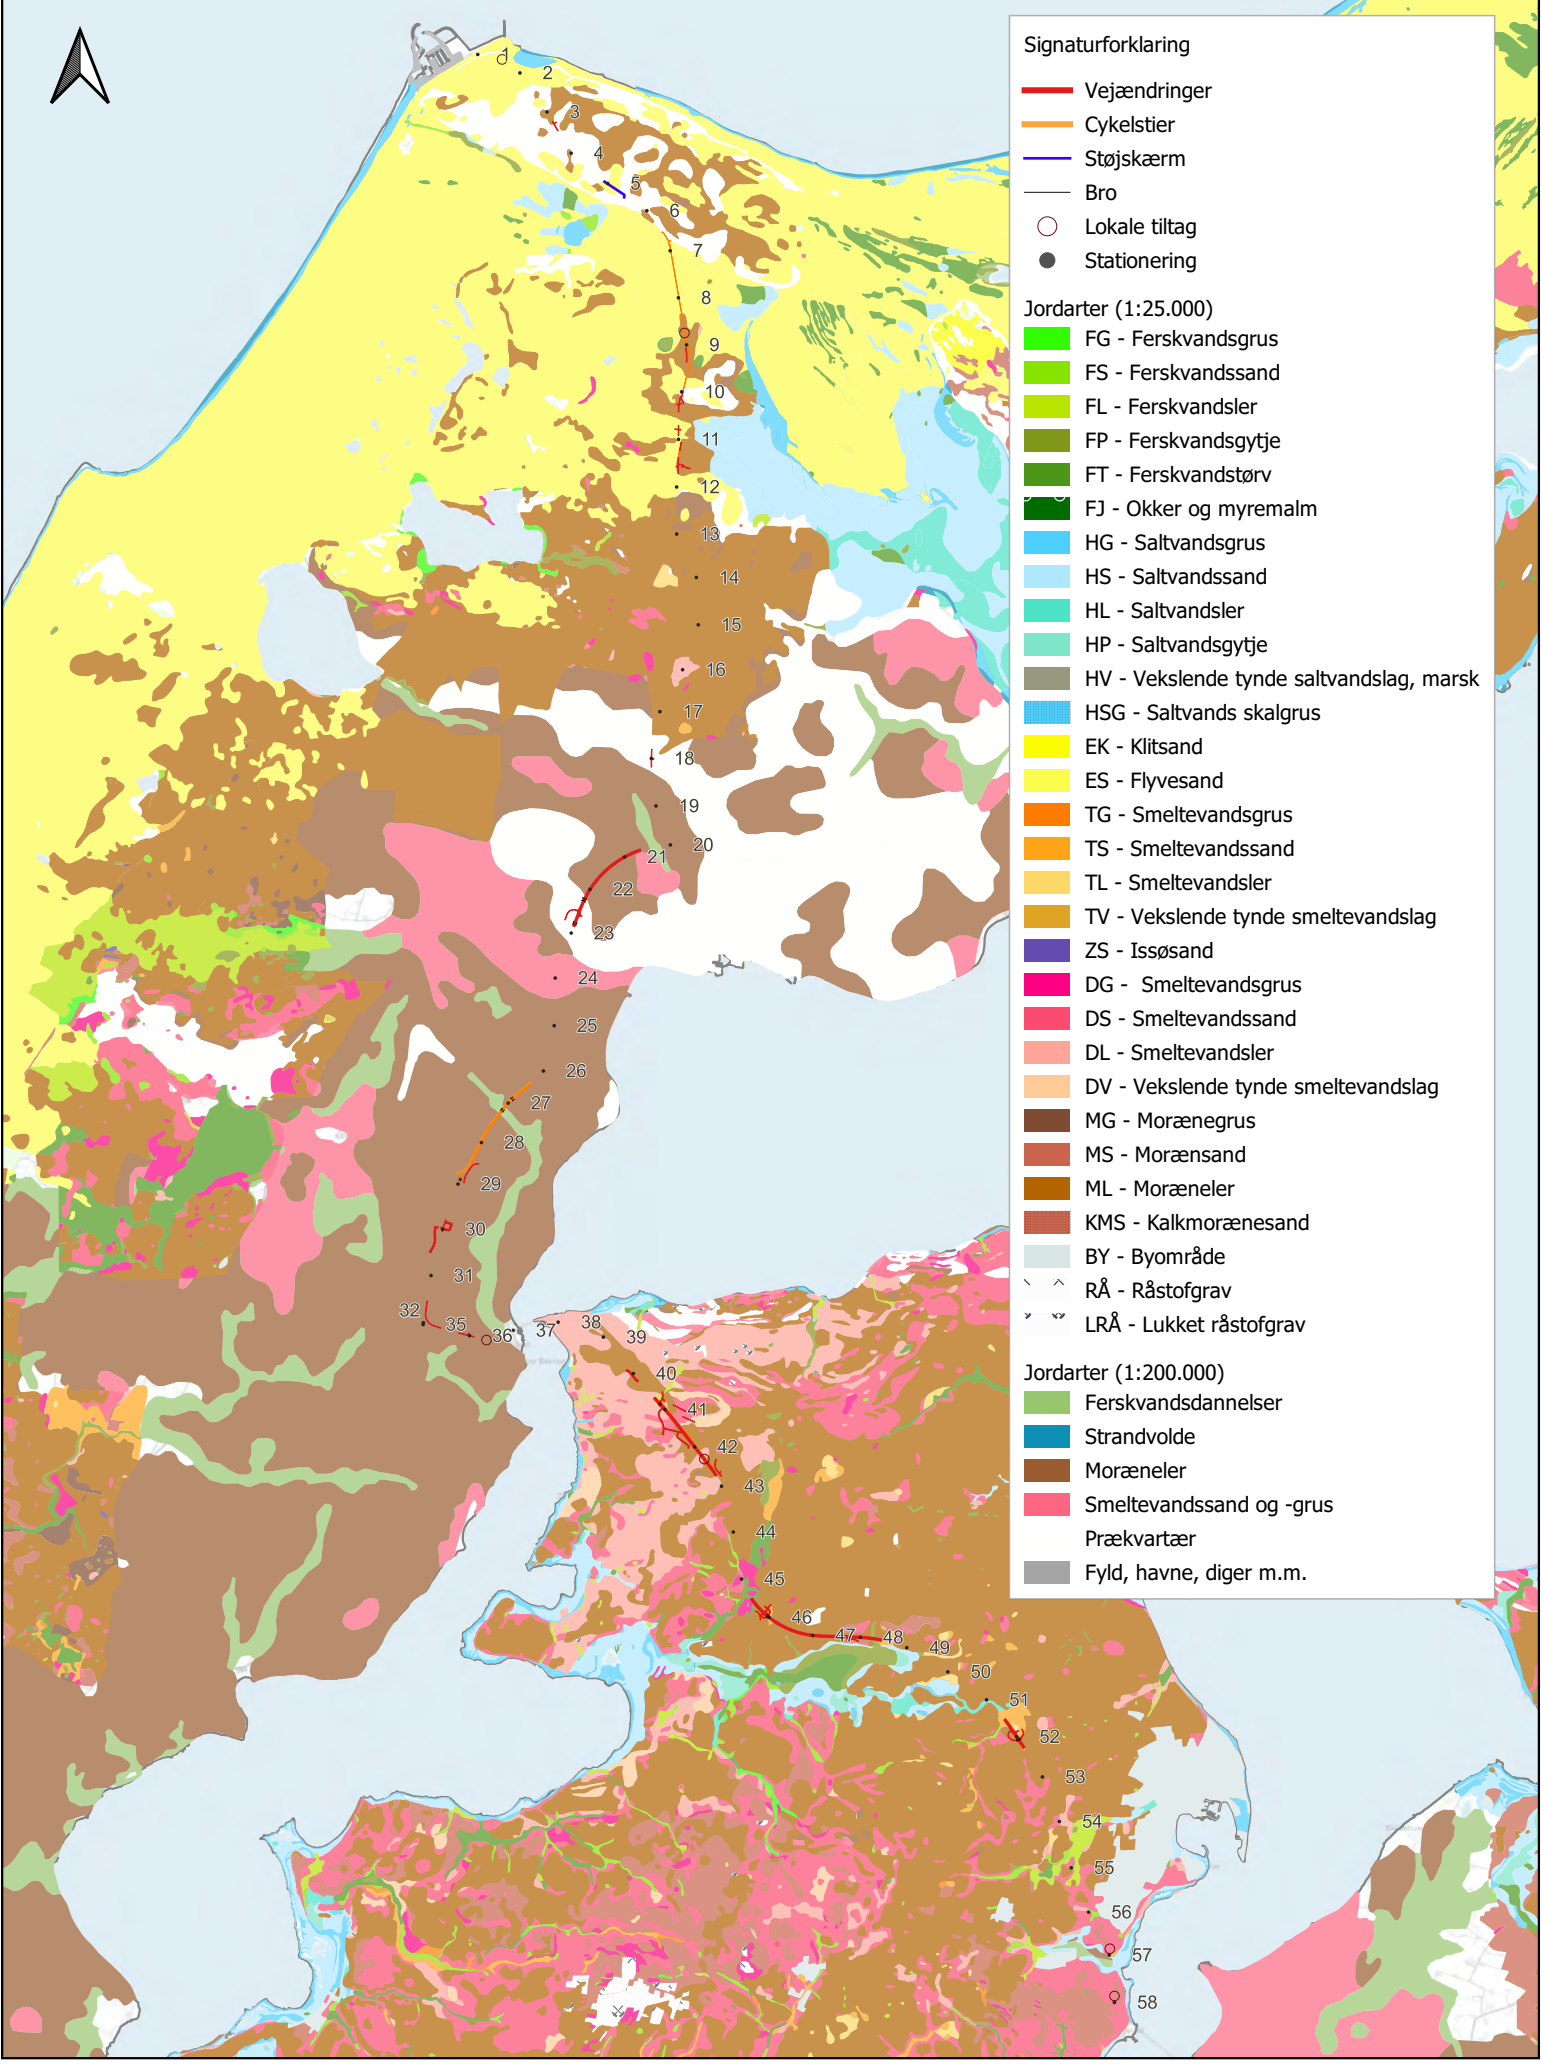 Signaturforklaring
Vejændringer
Cykelstier
Støjskærm
Bro
Lokale tiltag
Stationering
Jordarter (1:25.000)
FG - Ferskvandsgrus
FS - Ferskvandssand
FL - Ferskvandsler
FP - Ferskvandsgytje
FT - Ferskvandstørv
FJ - Okker og myremalm
HG - Saltvandsgrus
HS - Saltvandssand
HL - Saltvandsler
HP - Saltvandsgytje
HV - Vekslende tynde saltvandslag, marsk
HSG - Saltvands skalgrus
EK - Klitsand
ES - Flyvesand
TG - Smeltevandsgrus
TS - Smeltevandssand
TL - Smeltevandsler
TV - Vekslende tynde smeltevandslag
ZS - Issøsand
DG -  Smeltevandsgrus
DS - Smeltevandssand
DL - Smeltevandsler
DV - Vekslende tynde smeltevandslag
MG - Morænegrus
MS - Morænsand
ML - Moræneler
KMS - Kalkmorænesand
BY - Byområde
RÅ - Råstofgrav
LRÅ - Lukket råstofgrav
Jordarter (1:200.000)
Ferskvandsdannelser
Strandvolde
Moræneler
Smeltevandssand og -grus
Prækvartær
Fyld, havne, diger m.m.
1
2
3
4
5
6
7
8
9
10
11
12
13
14
15
16
17
18
19
20
21
22
23
24
25
26
27
28
29
30
31
32
35
36
37
38
39
40
41
42
43
44
45
46
47
48
49
50
51
52
53
54
55
56
57
58